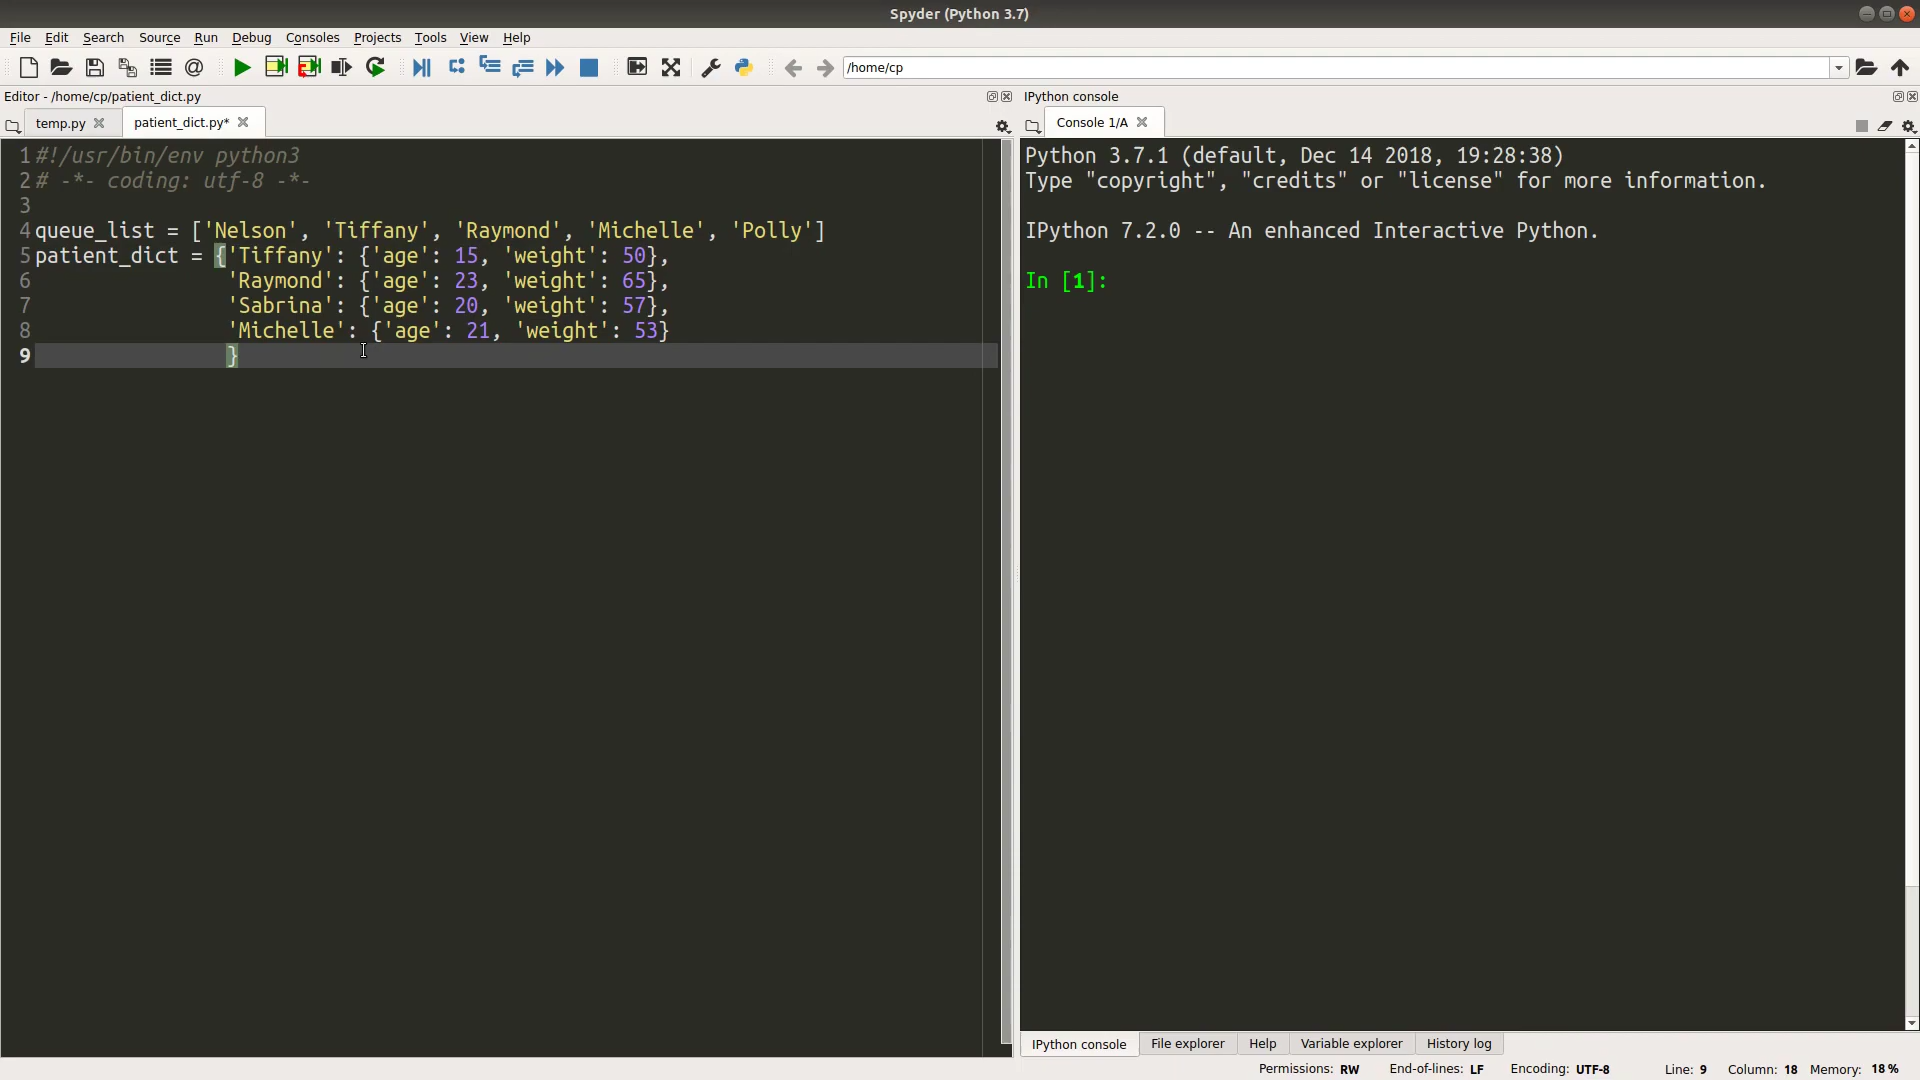 Spyder (Python 3.7)
File Edit Search Source Run Debug Consoles Projects Tools View Help
/home/cp
Editor - /home/cp/patient_dict.py
temp.py
patient_dict.py*
1 #!/usr/bin/env python3
2 # -*- coding: utf-8 -*-
3
4 queue_list = ['Nelson', 'Tiffany', 'Raymond', 'Michelle', 'Polly']
5 patient_dict = {'Tiffany': {'age': 15, 'weight': 50},
6                 'Raymond': {'age': 23, 'weight': 65},
7                 'Sabrina': {'age': 20, 'weight': 57},
8                 'Michelle': {'age': 21, 'weight': 53}
9                 }
IPython console
Console 1/A
Python 3.7.1 (default, Dec 14 2018, 19:28:38)
Type "copyright", "credits" or "license" for more information.
IPython 7.2.0 -- An enhanced Interactive Python.
In [1]:
IPython console File explorer Help Variable explorer History log
Permissions: RW End-of-lines: LF Encoding: UTF-8 Line: 9 Column: 18 Memory: 18 %